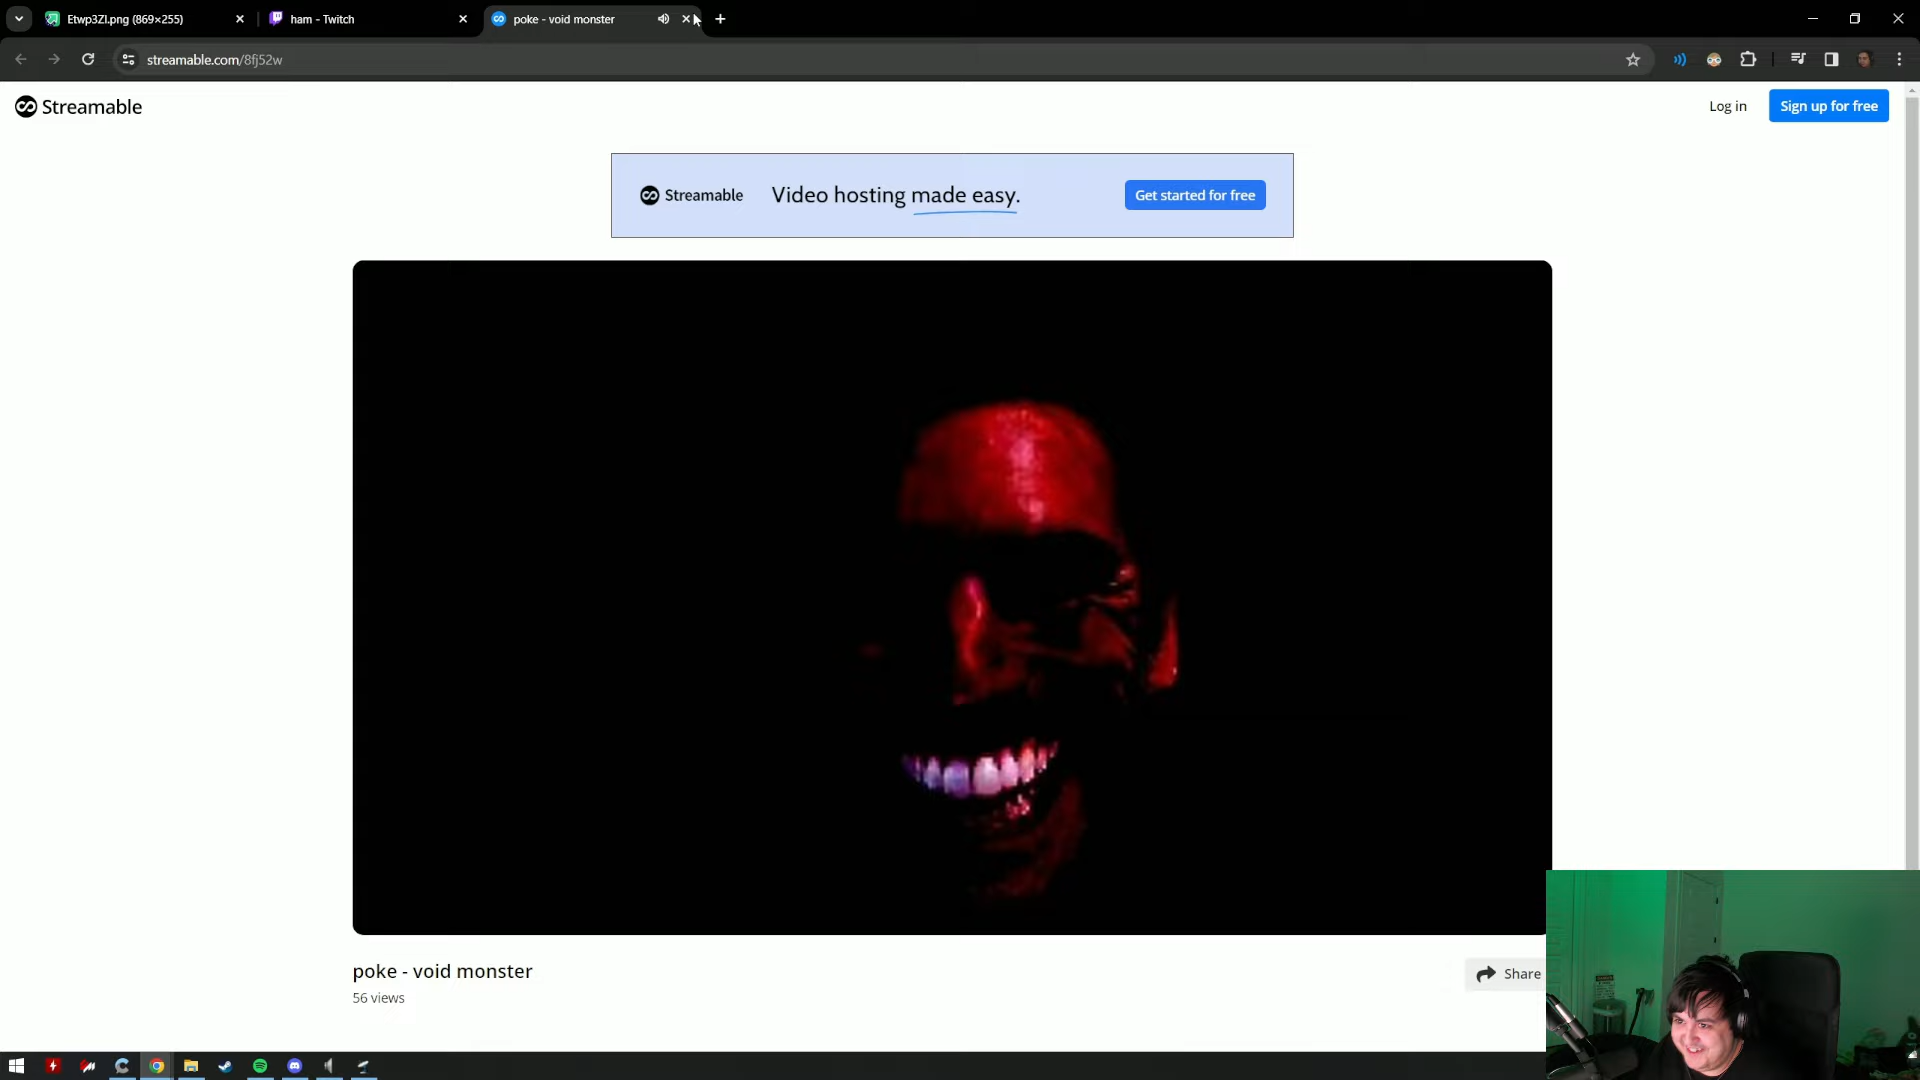 Etwp3Zl.png (869×255)
ham - Twitch
poke - void monster
streamable.com/8fj52w
Streamable
Log in
Sign up for free
Streamable
Video hosting made easy.
Get started for free
poke - void monster
56 views
Share